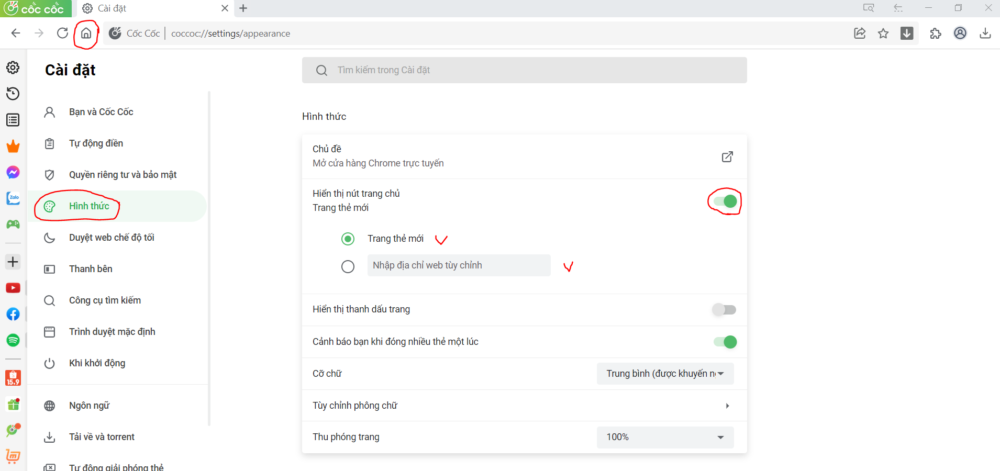 cốc cốc
Cài đặt
Cốc Cốc | coccoc://settings/appearance
Cài đặt
Tìm kiếm trong Cài đặt
Bạn và Cốc Cốc
Tự động điền
Quyền riêng tư và bảo mật
Hình thức
Duyệt web chế độ tối
Thanh bên
Công cụ tìm kiếm
Trình duyệt mặc định
Khi khởi động
Ngôn ngữ
Tải về và torrent
Tự động giải phóng thẻ
Zalo
15.9
Hình thức
Chủ đề
Mở cửa hàng Chrome trực tuyến
Hiển thị nút trang chủ
Trang thẻ mới
Trang thẻ mới
Nhập địa chỉ web tùy chỉnh
Hiển thị thanh dấu trang
Cảnh báo bạn khi đóng nhiều thẻ một lúc
Cỡ chữ
Trung bình (được khuyến n
Tùy chỉnh phông chữ
Thu phóng trang
100%